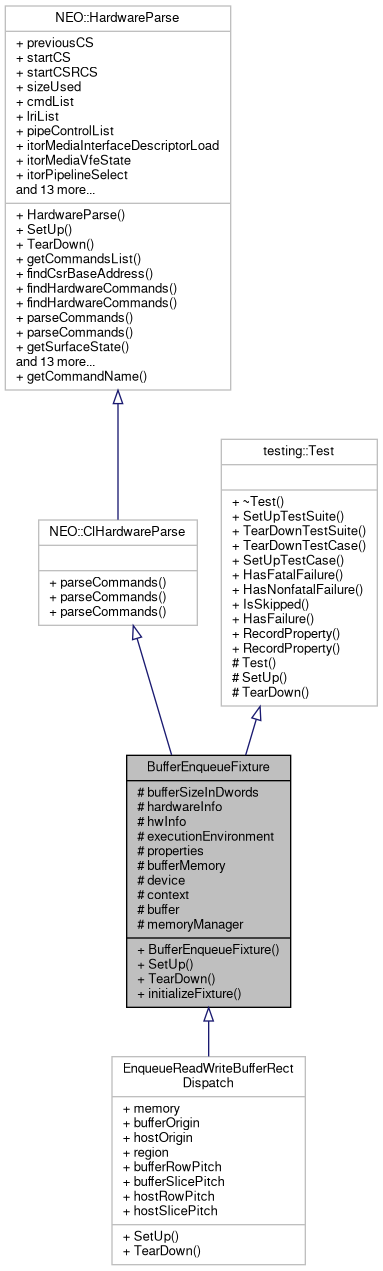 NEO::HardwareParse
+ previousCS
+ startCS
+ startCSRCS
+ sizeUsed
+ cmdList
+ lriList
+ pipeControlList
+ itorMediaInterfaceDescriptorLoad
+ itorMediaVfeState
+ itorPipelineSelect
and 13 more...
+ HardwareParse()
+ SetUp()
+ TearDown()
+ getCommandsList()
+ findCsrBaseAddress()
+ findHardwareCommands()
+ findHardwareCommands()
+ parseCommands()
+ parseCommands()
+ getSurfaceState()
and 13 more...
+ getCommandName()
testing::Test
+ ~Test()
+ SetUpTestSuite()
+ TearDownTestSuite()
+ TearDownTestCase()
+ SetUpTestCase()
+ HasFatalFailure()
+ HasNonfatalFailure()
+ IsSkipped()
+ HasFailure()
+ RecordProperty()
+ RecordProperty()
# Test()
# SetUp()
# TearDown()
NEO::ClHardwareParse
+ parseCommands()
+ parseCommands()
+ parseCommands()
BufferEnqueueFixture
# bufferSizeInDwords
# hardwareInfo
# hwInfo
# executionEnvironment
# properties
# bufferMemory
# device
# context
# buffer
# memoryManager
+ BufferEnqueueFixture()
+ SetUp()
+ TearDown()
+ initializeFixture()
EnqueueReadWriteBufferRect
Dispatch
+ memory
+ bufferOrigin
+ hostOrigin
+ region
+ bufferRowPitch
+ bufferSlicePitch
+ hostRowPitch
+ hostSlicePitch
+ SetUp()
+ TearDown()